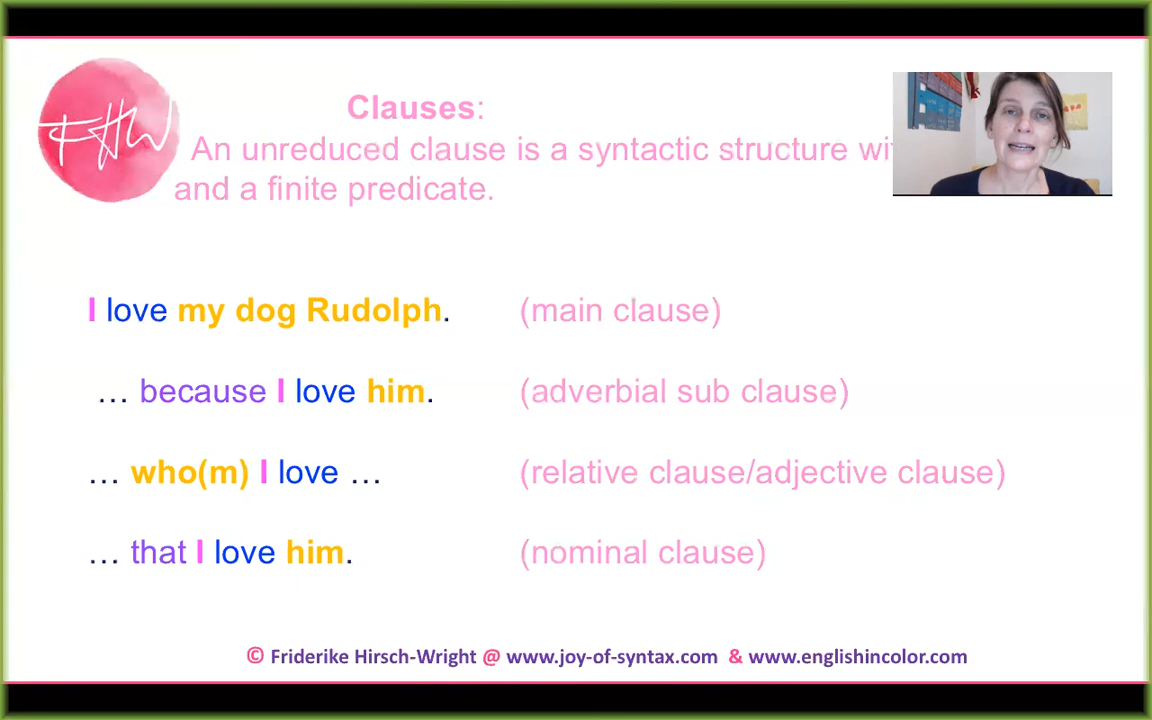 FHW
Clauses:
An unreduced clause is a syntactic structure
and a finite predicate.
I love my dog Rudolph. (main clause)
… because I love him. (adverbial sub clause)
… who(m) I love … (relative clause/adjective clause)
… that I love him. (nominal clause)
© Friderike Hirsch-Wright @ www.joy-of-syntax.com & www.englishincolor.com